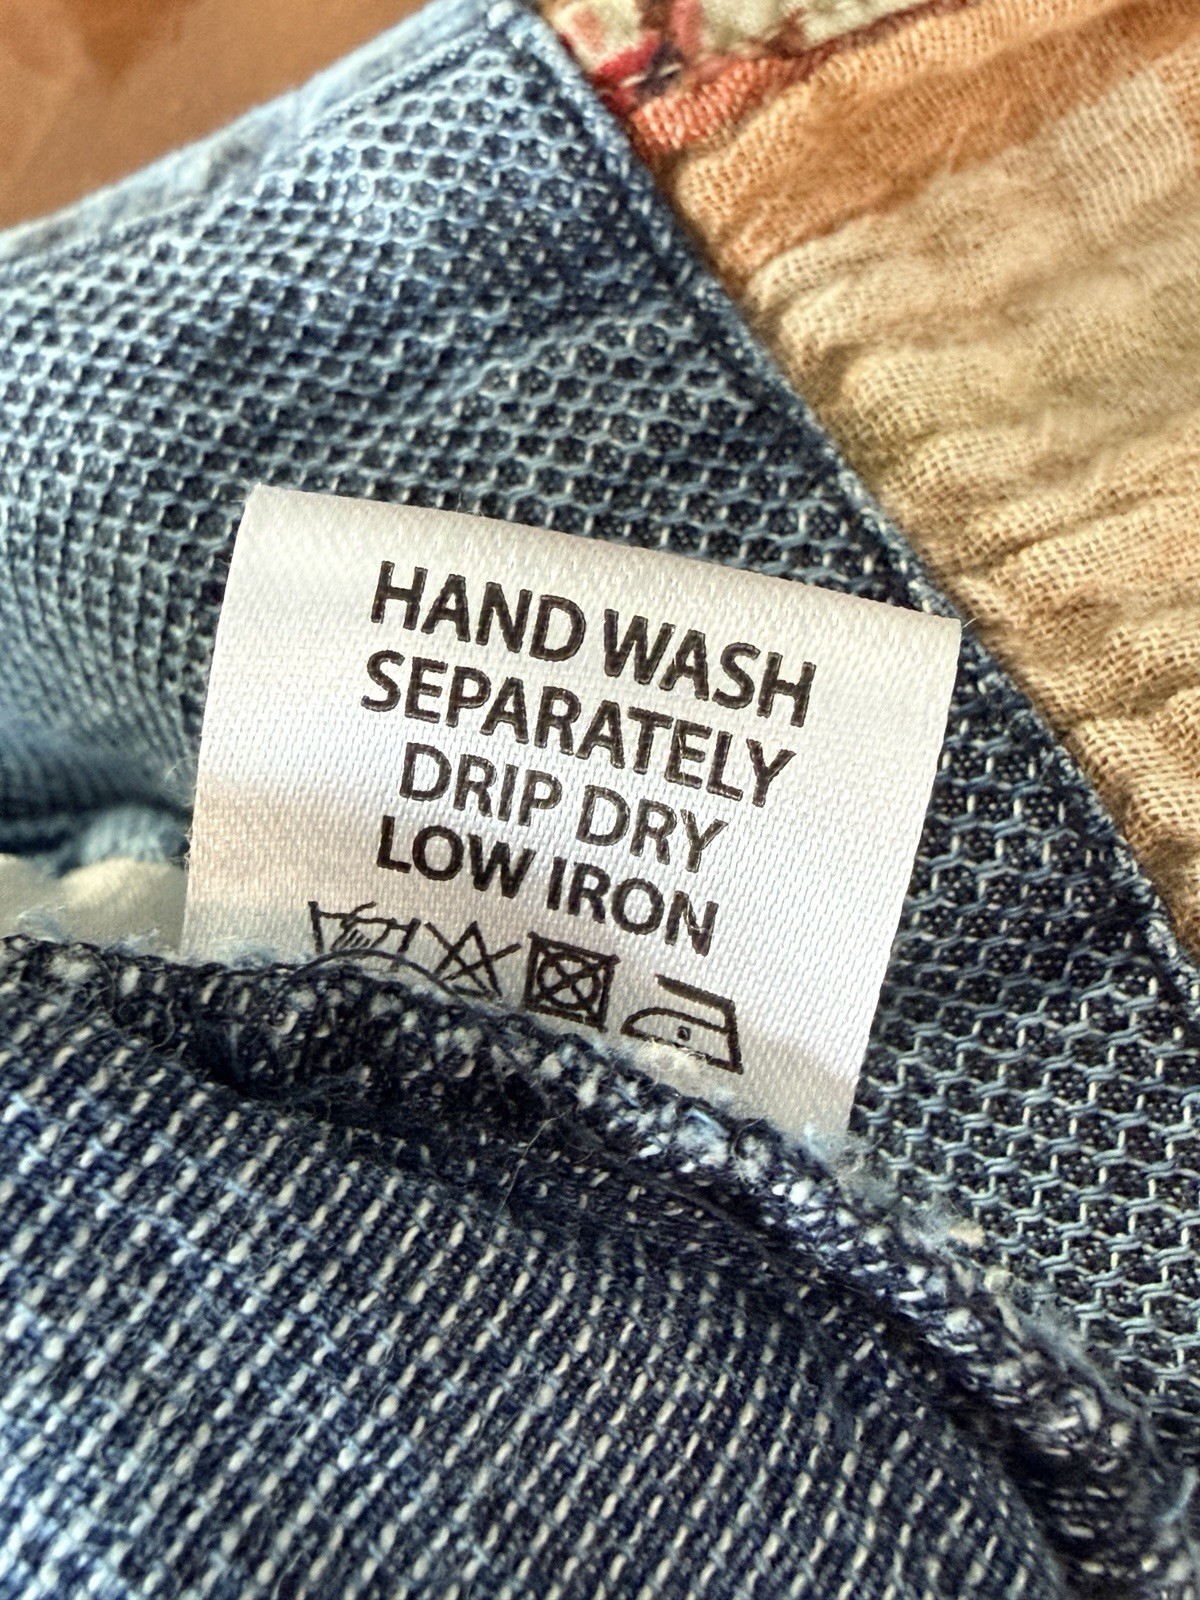 HAND WASH
SEPARATELY
DRIP DRY
LOW IRON